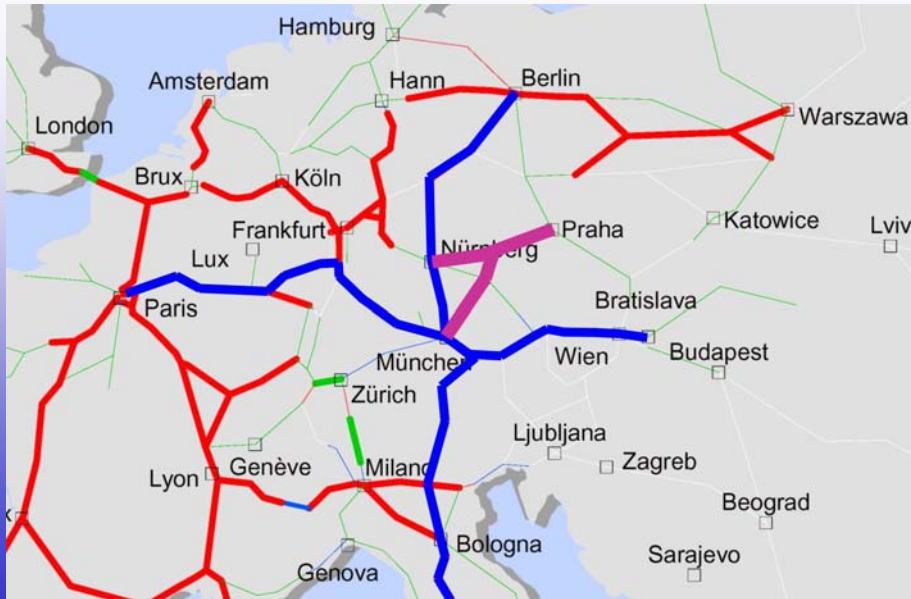 Hamburg
Hann
Berlin
Amsterdam
Warszawa
London
Brux
Köln
Katowice
Praha
Frankfurt
Nürnberg
Lviv
Lux
Bratislava
Paris
Wien
München
Budapest
Zürich
Ljubljana
Genève
Milano
Zagreb
Lyon
Beograd
Bologna
Sarajevo
Genova